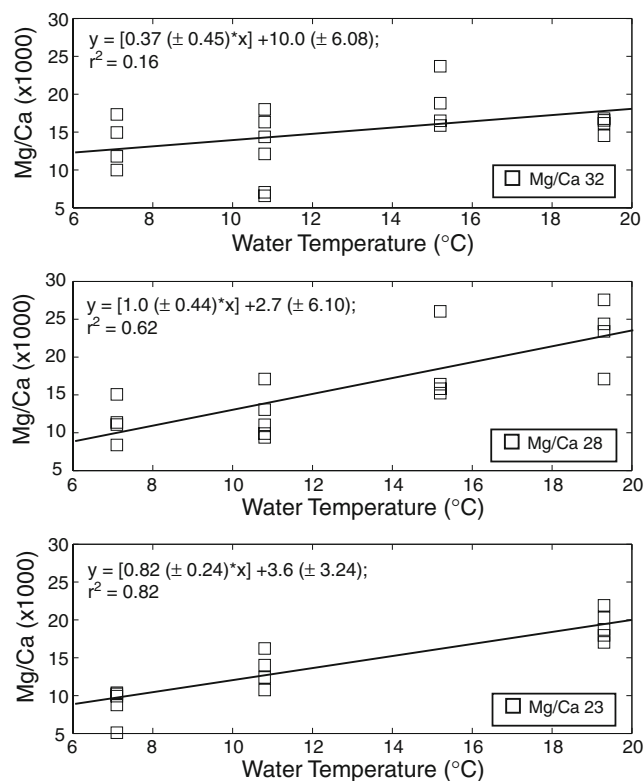 y = [0.37 (± 0.45)*x] +10.0 (± 6.08);
r² = 0.16
Mg/Ca (x1000)
30
25
20
15
10
5
Mg/Ca 32
6 8 10 12 14 16 18 20
Water Temperature (°C)
y = [1.0 (± 0.44)*x] +2.7 (± 6.10);
r² = 0.62
Mg/Ca (x1000)
30
25
20
15
10
5
Mg/Ca 28
6 8 10 12 14 16 18 20
Water Temperature (°C)
y = [0.82 (± 0.24)*x] +3.6 (± 3.24);
r² = 0.82
Mg/Ca (x1000)
30
25
20
15
10
5
Mg/Ca 23
6 8 10 12 14 16 18 20
Water Temperature (°C)